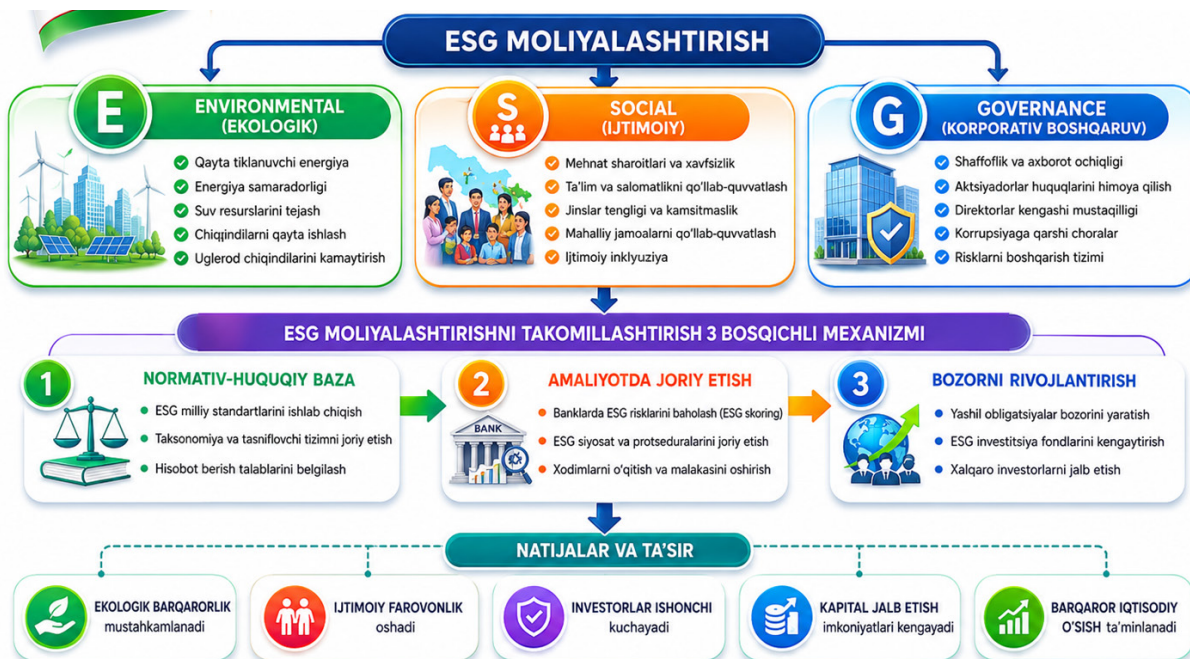 ESG MOLIYALASHTIRISH
E
ENVIRONMENTAL
(EKOLOGIK)
Qayta tiklanuvchi energiya
Energiya samaradorligi
Suv resurslarini tejash
Chiqindilarni qayta ishlash
Uglerod chiqindilarini kamaytirish
S
SOCIAL
(IJTIMOIY)
Mehnat sharoitlari va xavfsizlik
Ta'lim va salomatlikni qo'llab-quvvatlash
Jinslar tengligi va kamsitmaslik
Mahalliy jamoalarni qo'llab-quvvatlash
Ijtimoiy inklyuziya
G
GOVERNANCE
(KORPORATIV BOSHQARUV)
Shaffoflik va axborot ochiqligi
Aktsiyadorlar huquqlarini himoya qilish
Direktorlar kengashi mustaqilligi
Korrupsiyaga qarshi choralar
Risklarni boshqarish tizimi
ESG MOLIYALASHTIRISHNI TAKOMILLASHTIRISH 3 BOSQICHLI MEXANIZMI
1
NORMATIV-HUQUQIY BAZA
ESG milliy standartlarini ishlab chiqish
Taksonomiya va tasniflovchi tizimni joriy etish
Hisobot berish talablarini belgilash
2
BANK
AMALIYOTDA JORIY ETISH
Banklarda ESG risklarini baholash (ESG skoring)
ESG siyosat va protseduralarini joriy etish
Xodimlarni o'qitish va malakasini oshirish
3
BOZORNI RIVOJLANTIRISH
Yashil obligatsiyalar bozorini yaratish
ESG investitsiya fondlarini kengaytirish
Xalqaro investorlarni jalb etish
NATIJALAR VA TA'SIR
EKOLOGIK BARQARORLIK
mustahkamlanadi
IJTIMOIY FAROVONLIK
oshadi
INVESTORLAR ISHONCHI
kuchayadi
KAPITAL JALB ETISH
imkoniyatlari kengayadi
BARQAROR IQTISODIY
O'SISH ta'minlanadi